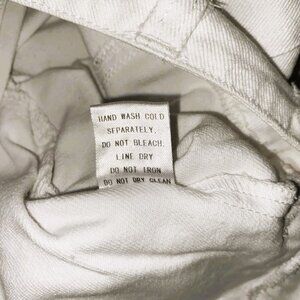 HAND WASH COLD
SEPARATELY,
DO NOT BLEACH,
LINE DRY
DO NOT IRON
DO NOT DRY CLEAN